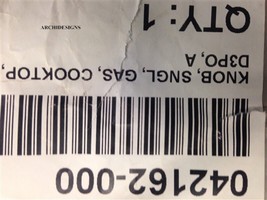 ARCHIDESIGNS
042162-000
KNOB, SNGL, GAS, COOKTOP,
D3PO, A
QTY: 1